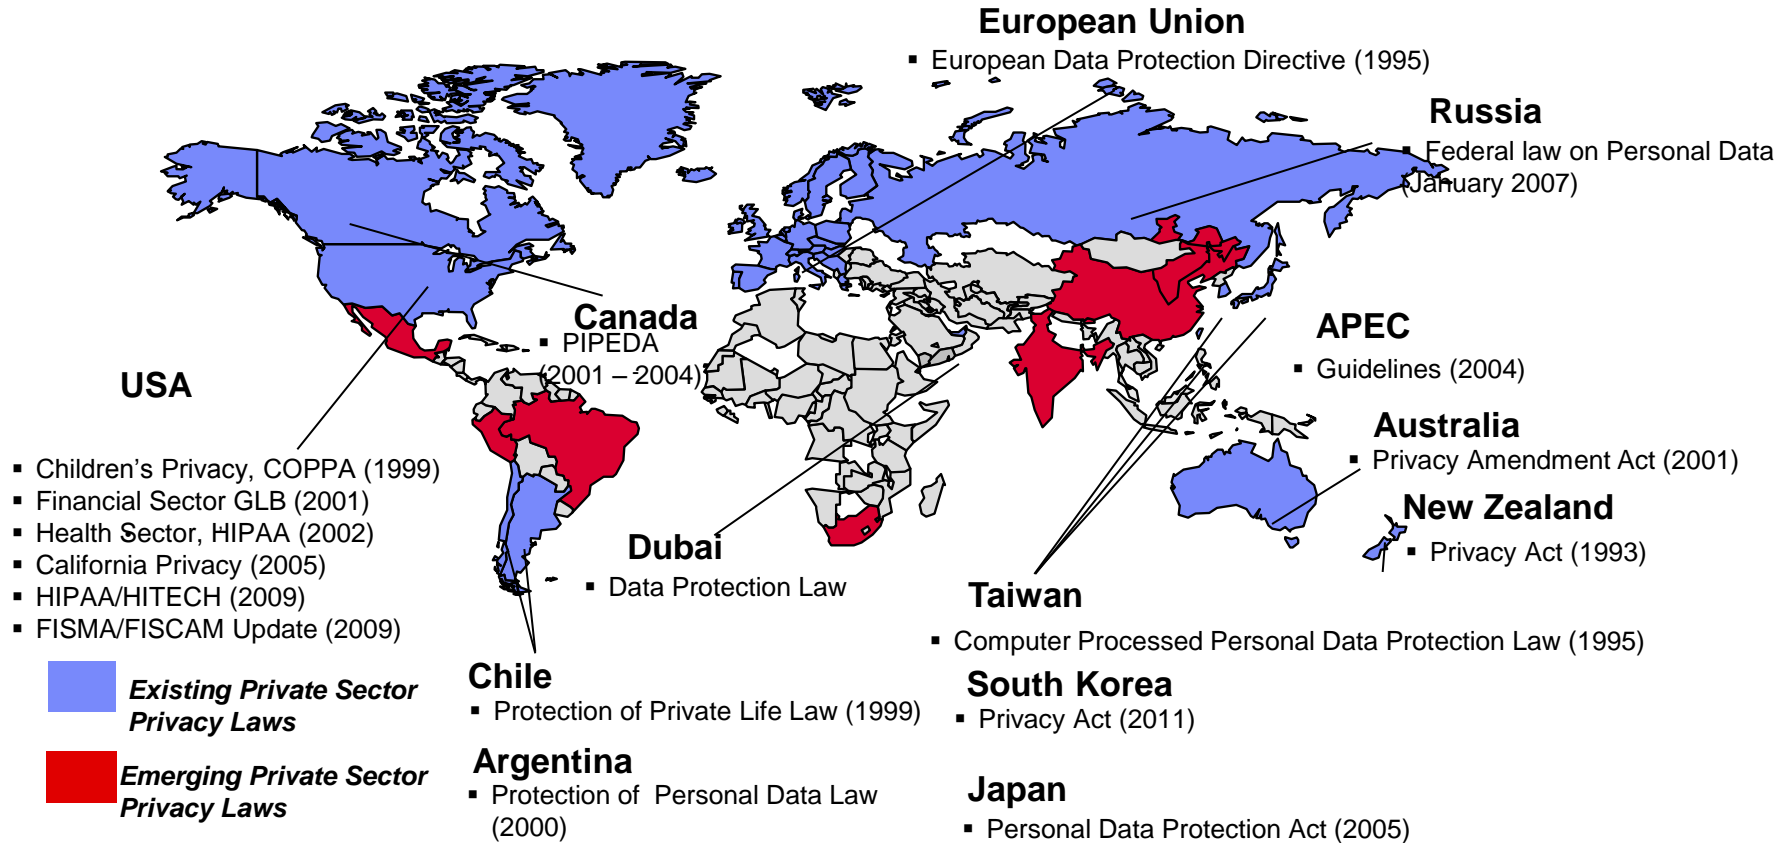 European Union
▪ European Data Protection Directive (1995)
Russia
▪ Federal law on Personal Data
(January 2007)
Canada
▪ PIPEDA
(2001 – 2004)
APEC
▪ Guidelines (2004)
USA
▪ Children's Privacy, COPPA (1999)
▪ Financial Sector GLB (2001)
▪ Health Sector, HIPAA (2002)
▪ California Privacy (2005)
▪ HIPAA/HITECH (2009)
▪ FISMA/FISCAM Update (2009)
Australia
▪ Privacy Amendment Act (2001)
New Zealand
▪ Privacy Act (1993)
Dubai
▪ Data Protection Law
Taiwan
▪ Computer Processed Personal Data Protection Law (1995)
South Korea
▪ Privacy Act (2011)
Japan
▪ Personal Data Protection Act (2005)
Chile
▪ Protection of Private Life Law (1999)
Argentina
▪ Protection of Personal Data Law
(2000)
Existing Private Sector
Privacy Laws
Emerging Private Sector
Privacy Laws